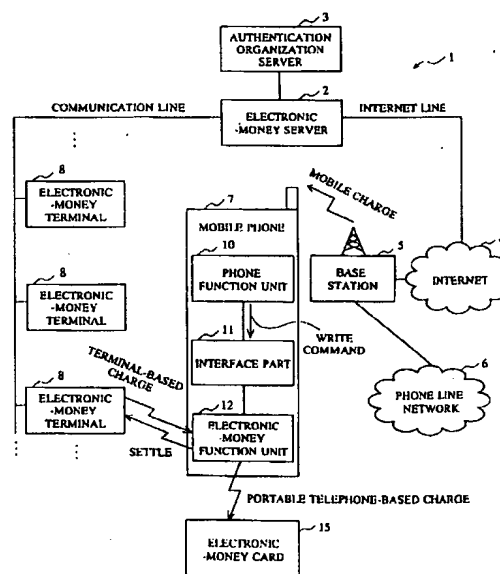 3
AUTHENTICATION
ORGANIZATION
SERVER
1
2
COMMUNICATION LINE
ELECTRONIC
-MONEY SERVER
INTERNET LINE
8
ELECTRONIC
-MONEY
TERMINAL
7
MOBILE CHARGE
MOBILE PHONE
10
PHONE
FUNCTION UNIT
5
BASE
STATION
INTERNET
8
ELECTRONIC
-MONEY
TERMINAL
11
INTERFACE PART
WRITE
COMMAND
6
PHONE LINE
NETWORK
8
ELECTRONIC
-MONEY
TERMINAL
TERMINAL-BASED
CHARGE
SETTLE
12
ELECTRONIC
-MONEY
FUNCTION UNIT
PORTABLE TELEPHONE-BASED CHARGE
15
ELECTRONIC
-MONEY CARD